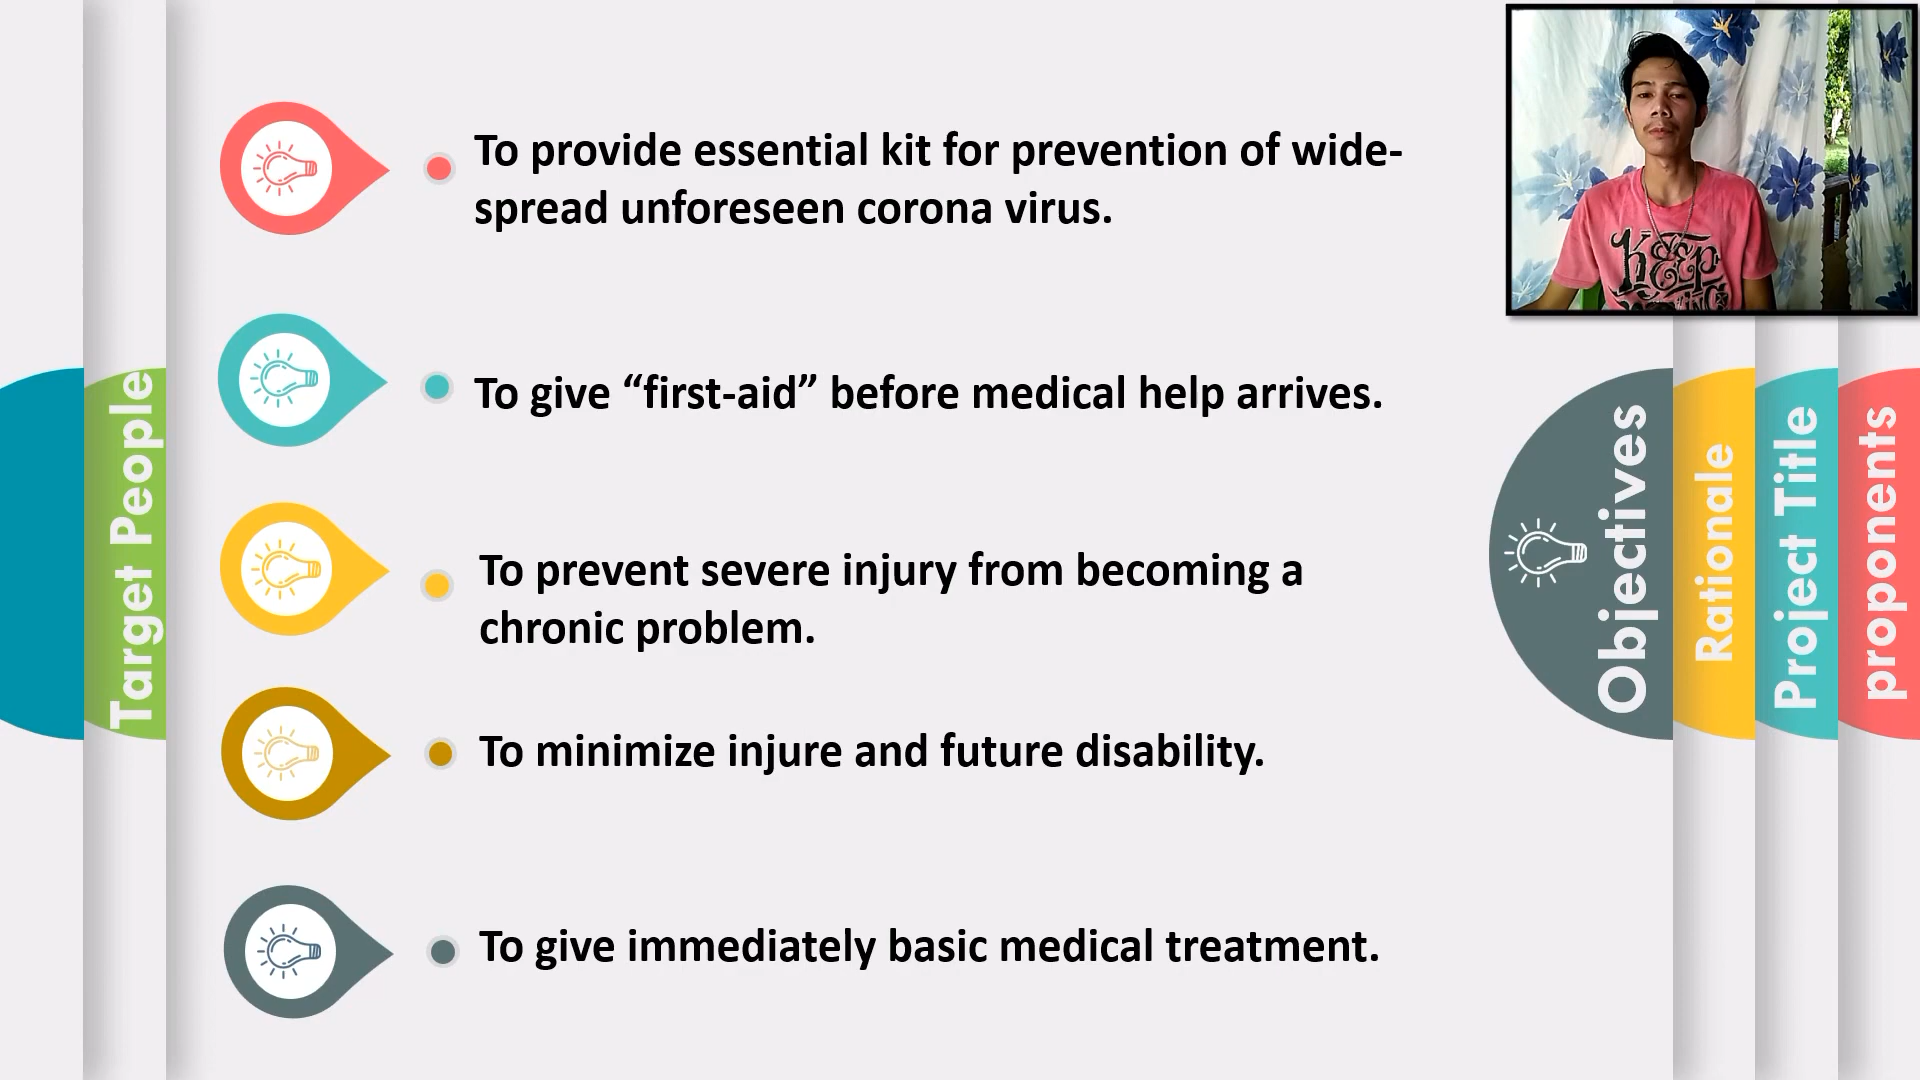 To provide essential kit for prevention of wide-
spread unforeseen corona virus.
To give “first-aid” before medical help arrives.
To prevent severe injury from becoming a
chronic problem.
To minimize injure and future disability.
To give immediately basic medical treatment.
Target People
Objectives
Rationale
Project Title
proponents
KEEP